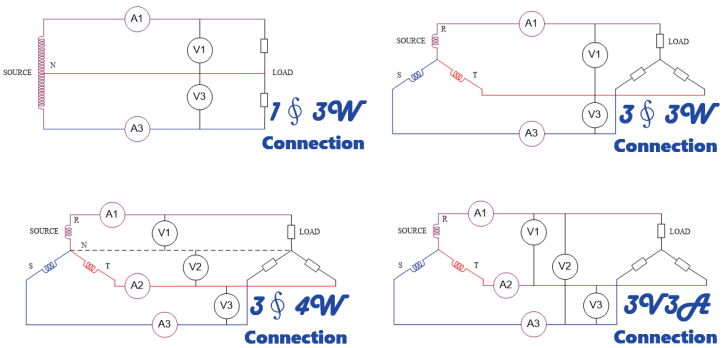 A1
V1
N
SOURCE
LOAD
V3
A3
1 ∮ 3W
Connection
A1
R
SOURCE
LOAD
V1
S
T
V3
A3
3 ∮ 3W
Connection
A1
R
SOURCE
V1
LOAD
N
S
T
V2
A2
V3
A3
3 ∮ 4W
Connection
A1
R
SOURCE
V1
LOAD
S
T
V2
A2
V3
A3
3V3A
Connection